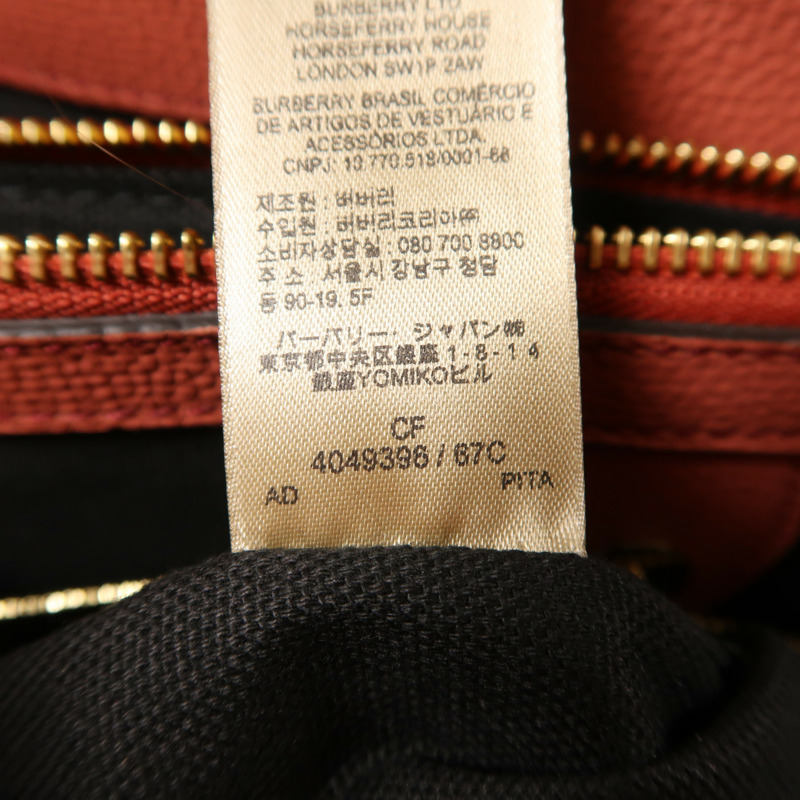 BURBERRY LTD
HORSEFERRY HOUSE
HORSEFERRY ROAD
LONDON SW1P 2AW
BURBERRY BRASIL COMÉRCIO
DE ARTIGOS DE VESTUÁRIO E
ACESSÓRIOS LTDA
CNPJ: 10.770.518/0001-66
제조원 : 버버리
수입원 : 버버리코리아㈜
소비자상담실 : 080 700 8800
주 소 서울시 강남구 청담
동 90-19. 5F
バーバリー・ジャパン㈱
東京都中央区銀座 1-8-14
銀座YOMIKOビル
CF
4049396 / 67C
AD PITA